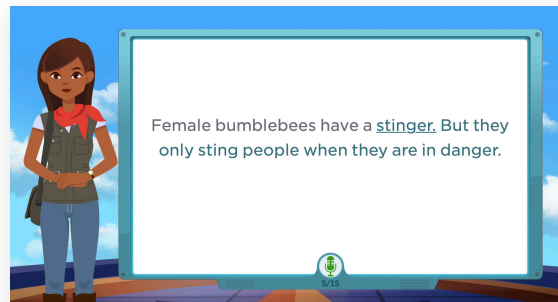 Female bumblebees have a stinger. But they
only sting people when they are in danger.
5/15